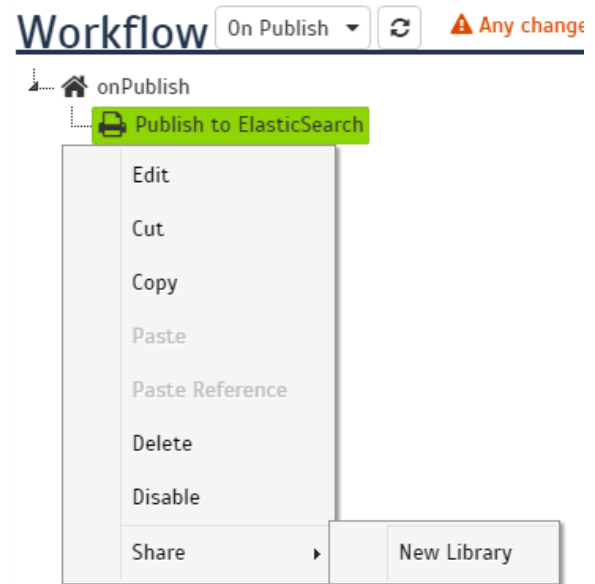 Workflow On Publish Any change
onPublish
Publish to ElasticSearch
Edit
Cut
Copy
Paste
Paste Reference
Delete
Disable
Share New Library